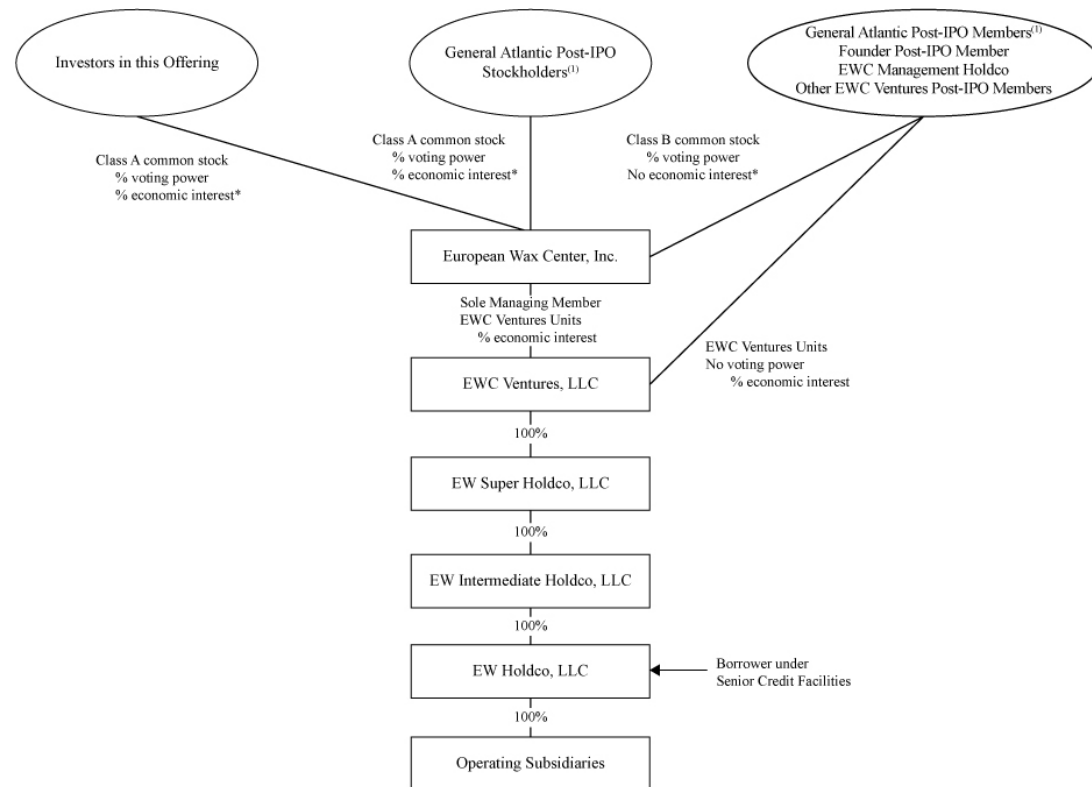 Investors in this Offering
General Atlantic Post-IPO
Stockholders(1)
General Atlantic Post-IPO Members(1)
Founder Post-IPO Member
EWC Management Holdco
Other EWC Ventures Post-IPO Members
Class A common stock
% voting power
% economic interest*
Class A common stock
% voting power
% economic interest*
Class B common stock
% voting power
No economic interest*
European Wax Center, Inc.
Sole Managing Member
EWC Ventures Units
% economic interest
EWC Ventures Units
No voting power
% economic interest
EWC Ventures, LLC
100%
EW Super Holdco, LLC
100%
EW Intermediate Holdco, LLC
100%
EW Holdco, LLC
Borrower under
Senior Credit Facilities
100%
Operating Subsidiaries